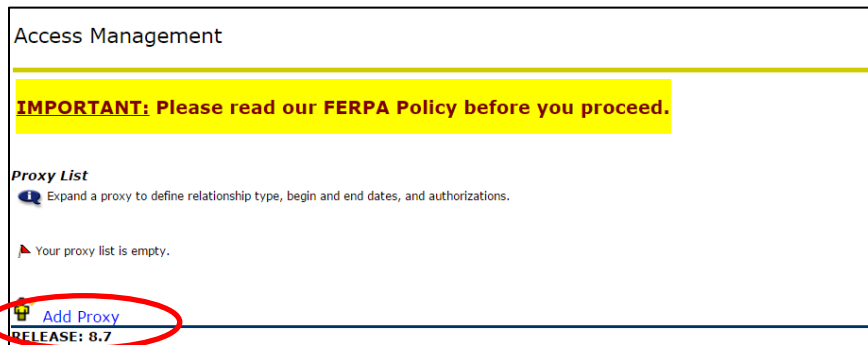 Access Management
IMPORTANT: Please read our FERPA Policy before you proceed.
Proxy List
Expand a proxy to define relationship type, begin and end dates, and authorizations.
Your proxy list is empty.
Add Proxy
RELEASE: 8.7